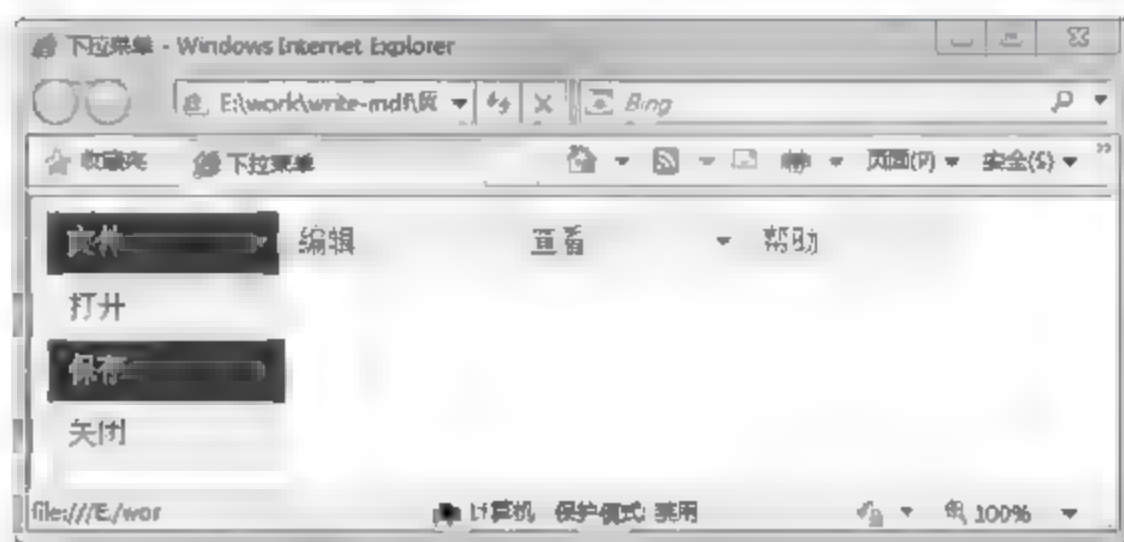 下拉菜单 - Windows Internet Explorer
E:\work\write-mdf\ Bing
收藏夹 下拉菜单 页面(P) 安全(S)
文件 编辑 查看 帮助
打开
保存
关闭
file:///E:/wor 计算机 保护模式: 禁用 100%